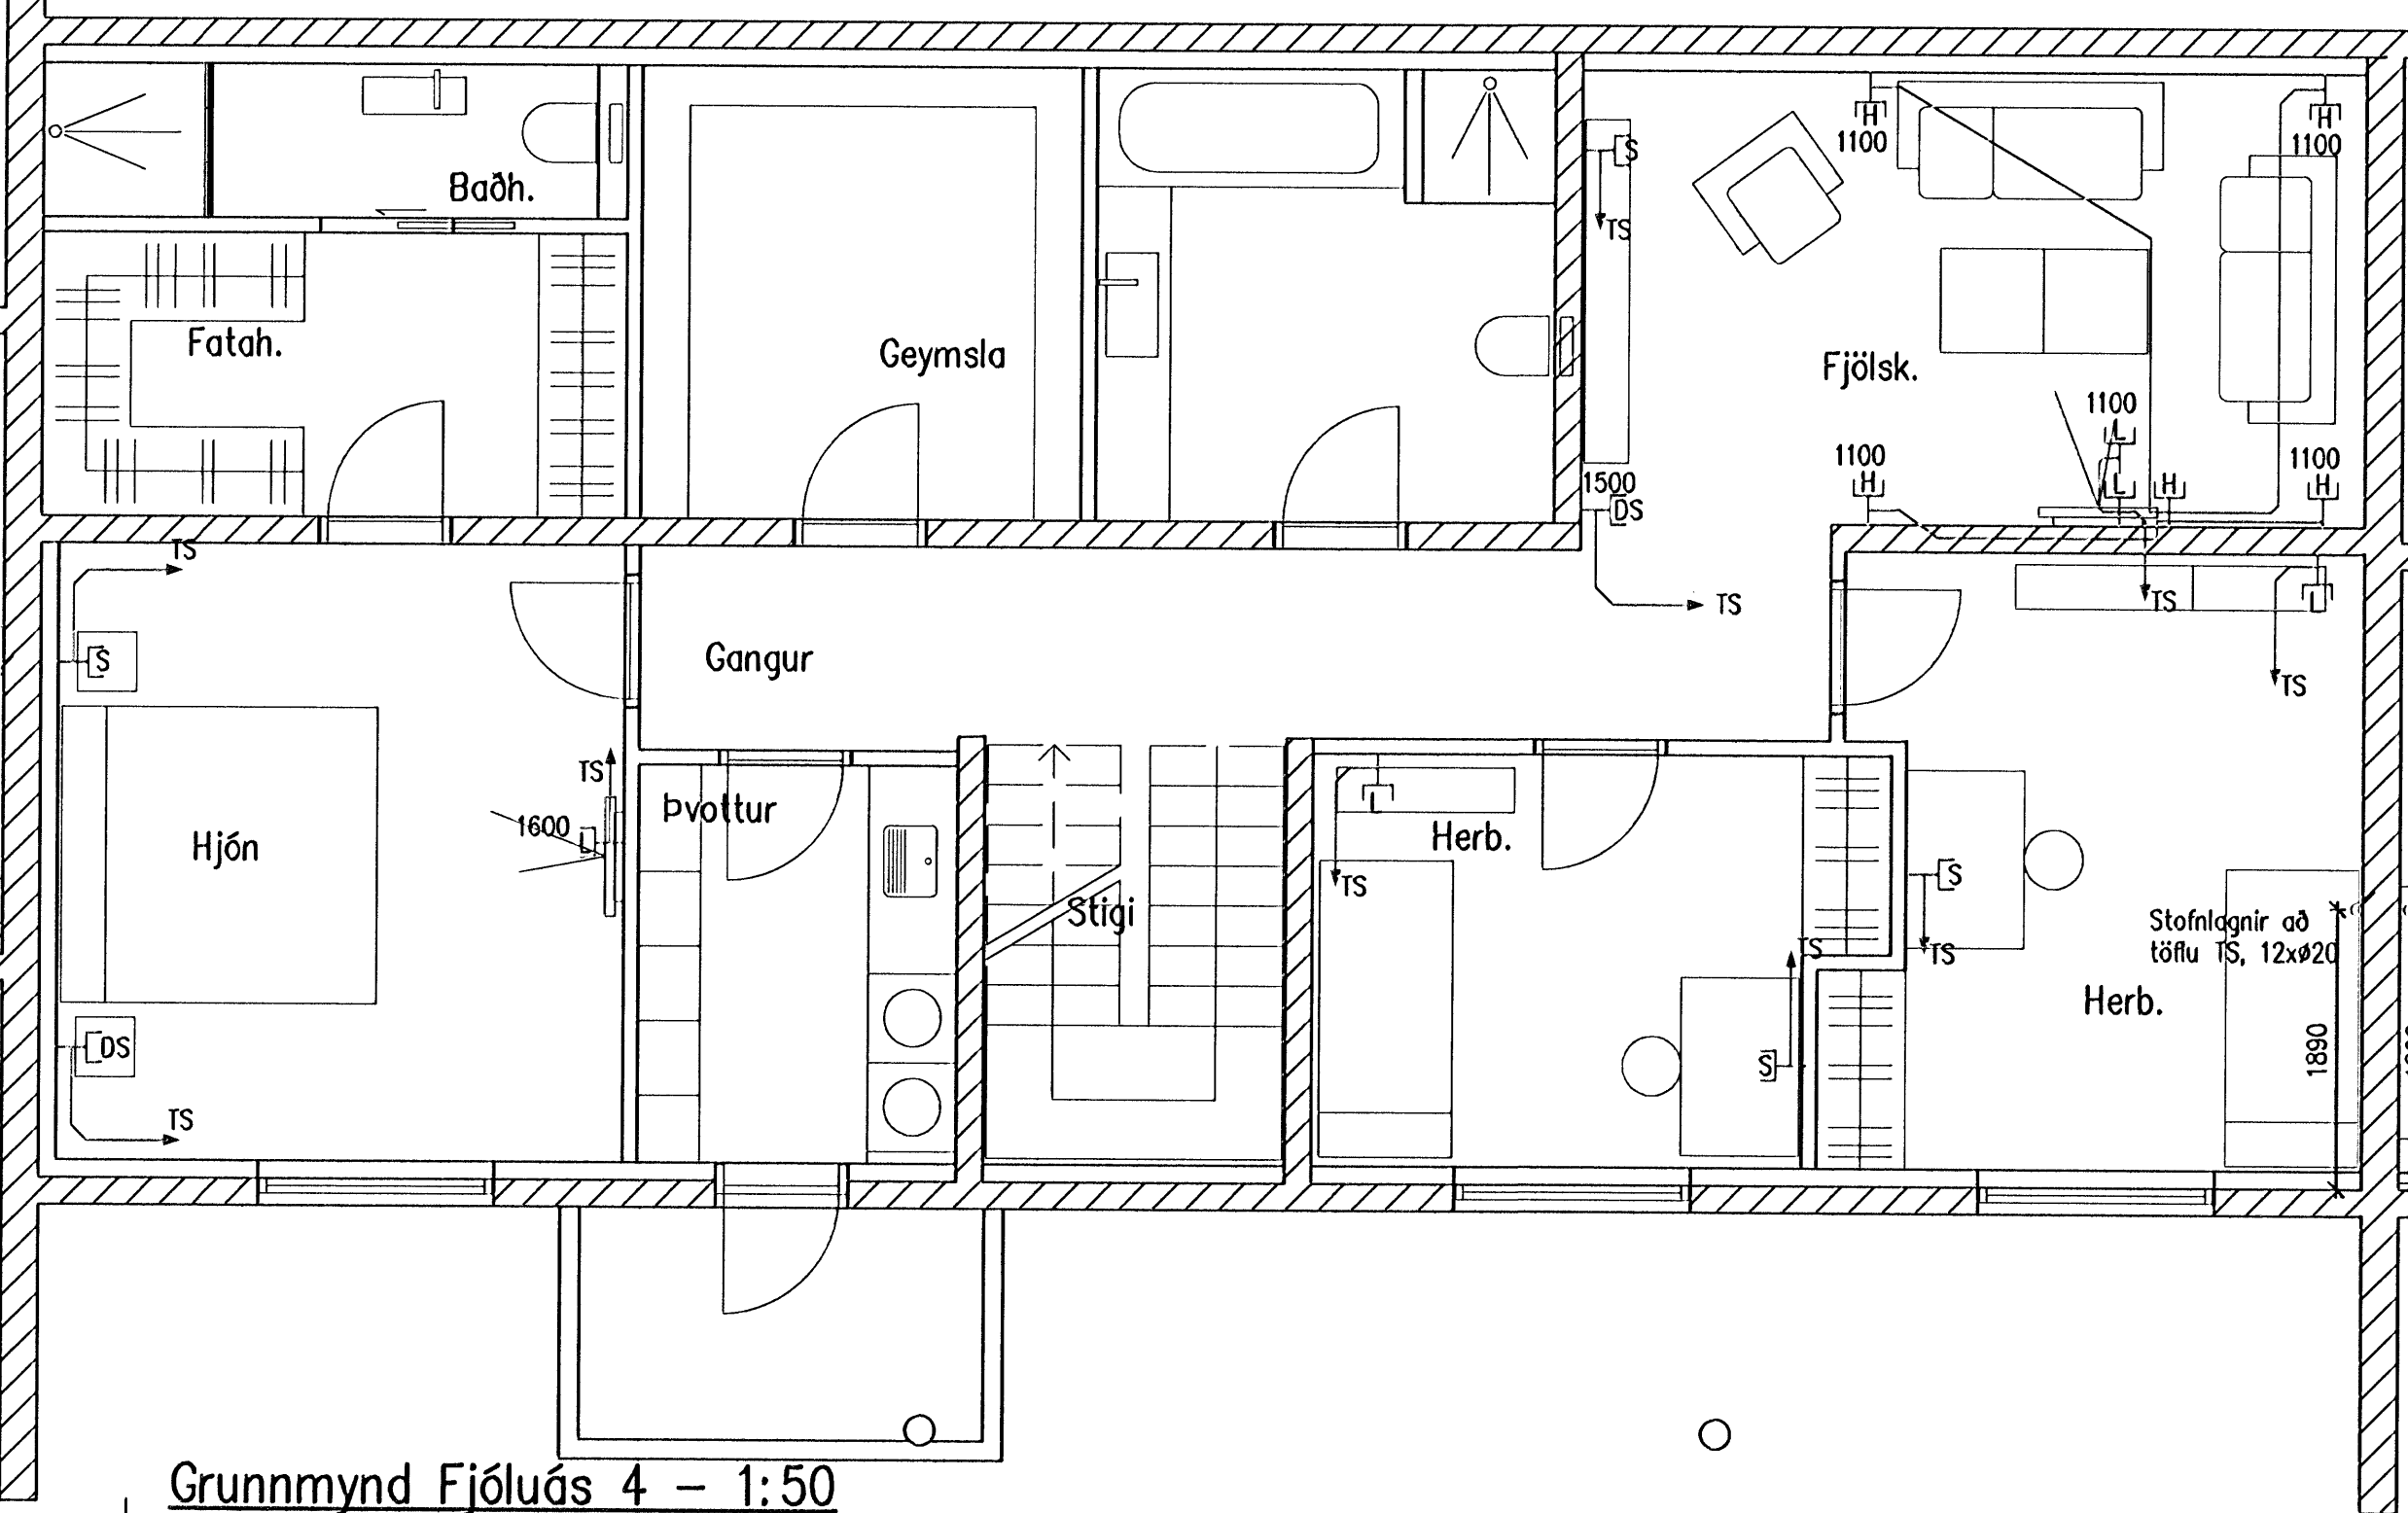 H
1100
H
1100
S
TS
Baðh.
Fatah.
Geymsla
Fjölsk.
1100
L
1100
H
L
H
1100
H
1500
DS
TS
TS
TS
L
TS
S
Gangur
TS
1600
L
Þvottur
Hjón
L
Herb.
TS
S
TS
Stigi
TS
Stofnlagnir að
töflu TS, 12xø20
Herb.
S
DS
TS
1890
Grunnmynd Fjóluás 4 – 1:50